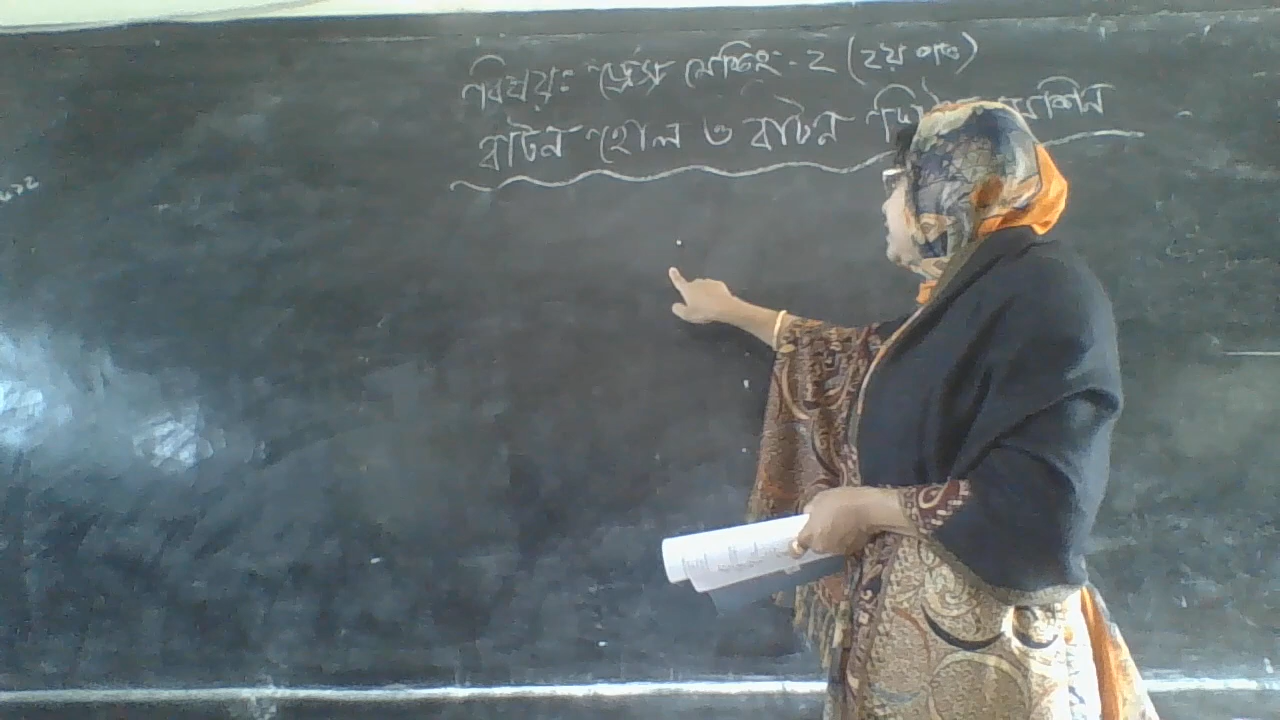 বিষয়ঃ ড্রেস মেকিং-২ (২য় পত্র)
বাটন হোল ও বাটন মেশিন